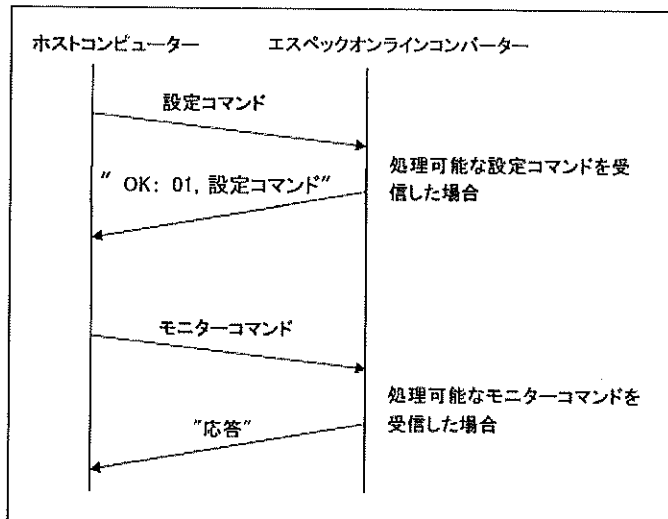 ホストコンピューター
エスペックオンラインコンバーター
設定コマンド
処理可能な設定コマンドを受
信した場合
" OK: 01, 設定コマンド"
モニターコマンド
処理可能なモニターコマンドを
受信した場合
"応答"